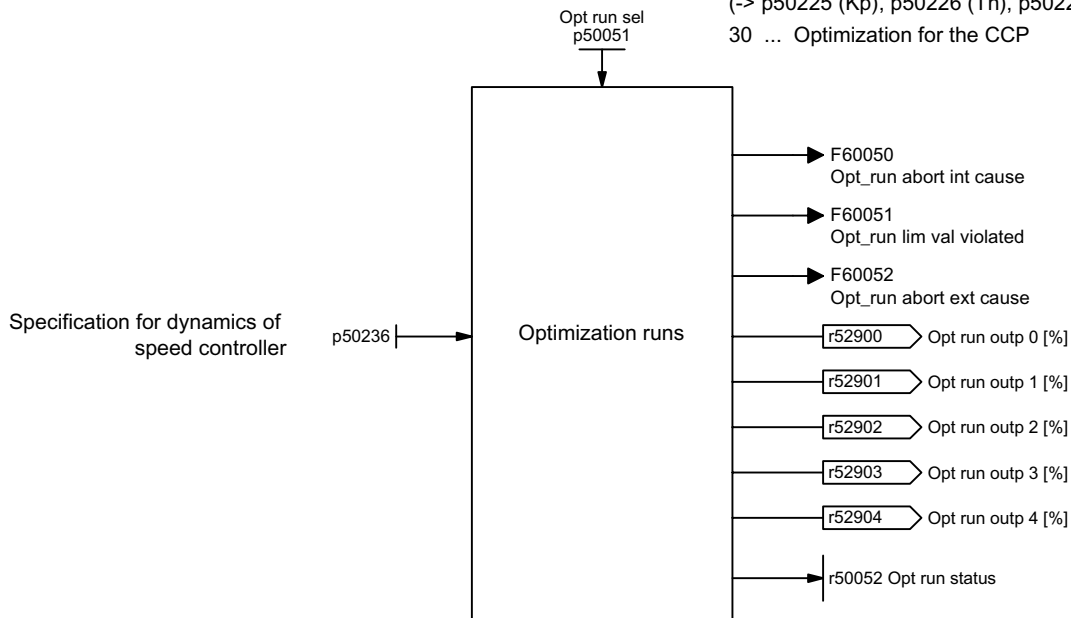 (-> p50225 (Kp), p50226 (Tn), p5022
Opt run sel
p50051
30 ... Optimization for the CCP
F60050
Opt_run abort int cause
F60051
Opt_run lim val violated
F60052
Opt_run abort ext cause
Specification for dynamics of
speed controller
p50236
Optimization runs
r52900 Opt run outp 0 [%]
r52901 Opt run outp 1 [%]
r52902 Opt run outp 2 [%]
r52903 Opt run outp 3 [%]
r52904 Opt run outp 4 [%]
r50052 Opt run status